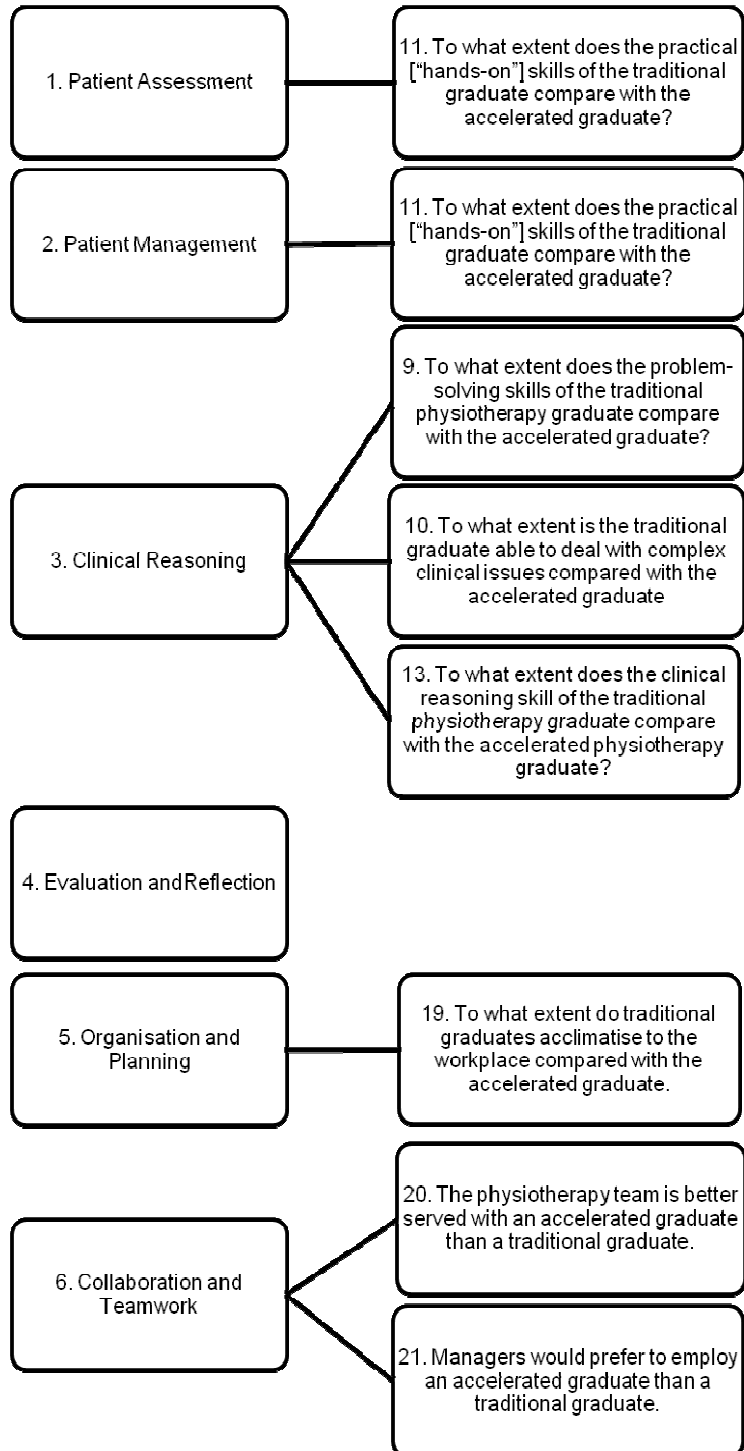 1. Patient Assessment
11. To what extent does the practical
["hands-on"] skills of the traditional
graduate compare with the
accelerated graduate?
2. Patient Management
11. To what extent does the practical
["hands-on"] skills of the traditional
graduate compare with the
accelerated graduate?
3. Clinical Reasoning
9. To what extent does the problem-
solving skills of the traditional
physiotherapy graduate compare
with the accelerated graduate?
10. To what extent is the traditional
graduate able to deal with complex
clinical issues compared with the
accelerated graduate
13. To what extent does the clinical
reasoning skill of the traditional
physiotherapy graduate compare
with the accelerated physiotherapy
graduate?
4. Evaluation and Reflection
5. Organisation and
Planning
19. To what extent do traditional
graduates acclimatise to the
workplace compared with the
accelerated graduate.
6. Collaboration and
Teamwork
20. The physiotherapy team is better
served with an accelerated graduate
than a traditional graduate.
21. Managers would prefer to employ
an accelerated graduate than a
traditional graduate.